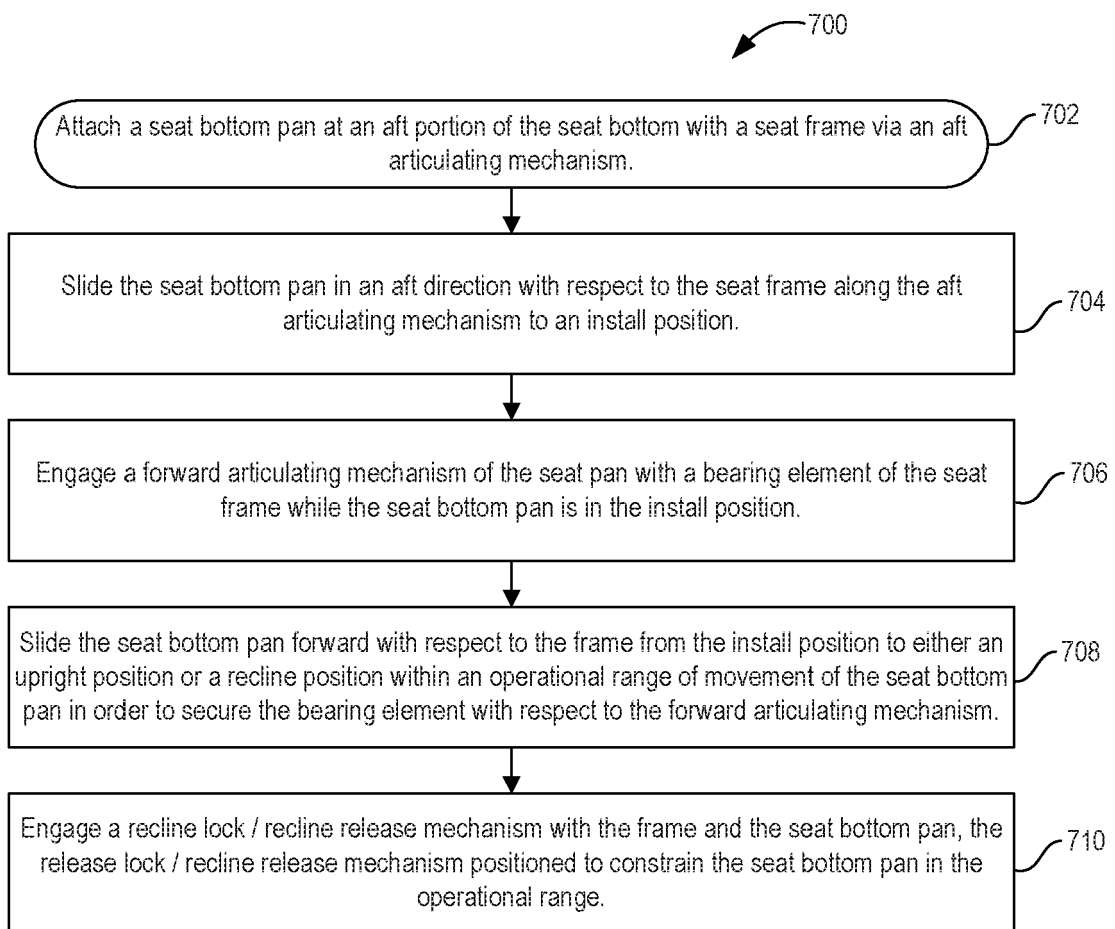 700
Attach a seat bottom pan at an aft portion of the seat bottom with a seat frame via an aft
articulating mechanism.
702
Slide the seat bottom pan in an aft direction with respect to the seat frame along the aft
articulating mechanism to an install position.
704
Engage a forward articulating mechanism of the seat pan with a bearing element of the seat
frame while the seat bottom pan is in the install position.
706
Slide the seat bottom pan forward with respect to the frame from the install position to either an
upright position or a recline position within an operational range of movement of the seat bottom
pan in order to secure the bearing element with respect to the forward articulating mechanism.
708
Engage a recline lock / recline release mechanism with the frame and the seat bottom pan, the
release lock / recline release mechanism positioned to constrain the seat bottom pan in the
operational range.
710